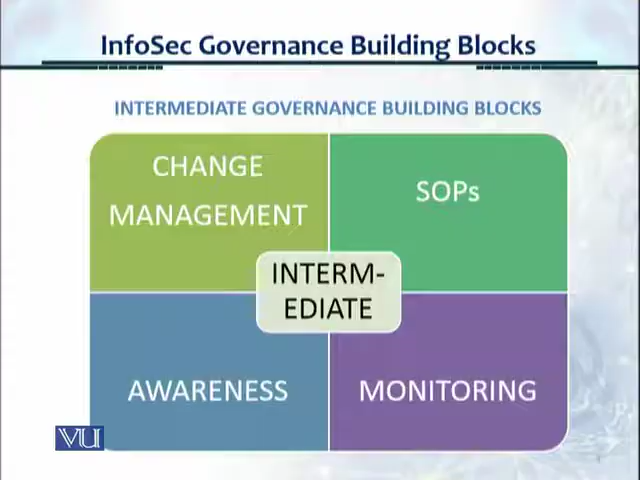 InfoSec Governance Building Blocks
INTERMEDIATE GOVERNANCE BUILDING BLOCKS
CHANGE
MANAGEMENT
SOPs
INTERM-
EDIATE
AWARENESS
MONITORING
VU